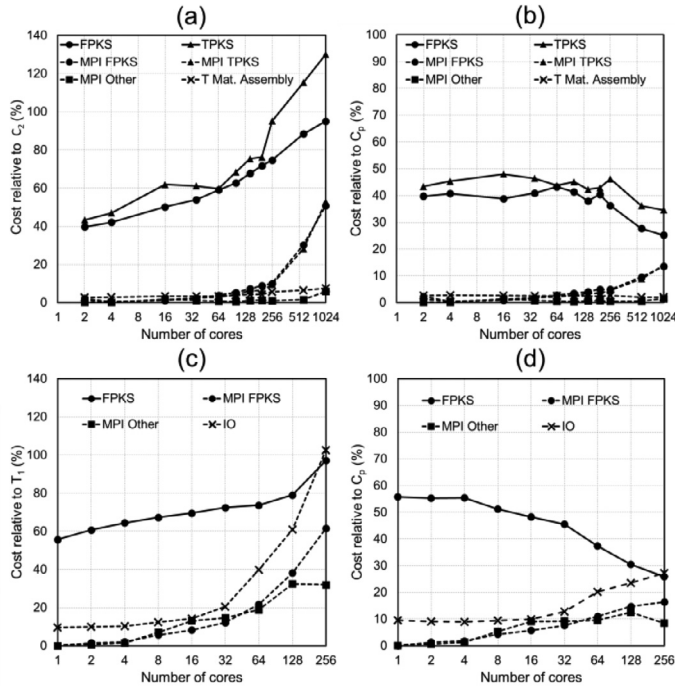 (a)
FPKS TPKS
MPI FPKS MPI TPKS
MPI Other T Mat. Assembly
Cost relative to C₂ (%)
140
120
100
80
60
40
20
0
1 2 4 8 16 32 64 128 256 512 1024
Number of cores
(b)
FPKS TPKS
MPI FPKS MPI TPKS
MPI Other T Mat. Assembly
Cost relative to Cₚ (%)
100
90
80
70
60
50
40
30
20
10
0
1 2 4 8 16 32 64 128 256 512 1024
Number of cores
(c)
FPKS MPI FPKS
MPI Other IO
Cost relative to T₁ (%)
140
120
100
80
60
40
20
0
1 2 4 8 16 32 64 128 256
Number of cores
(d)
FPKS MPI FPKS
MPI Other IO
Cost relative to Cₚ (%)
100
90
80
70
60
50
40
30
20
10
0
1 2 4 8 16 32 64 128 256
Number of cores